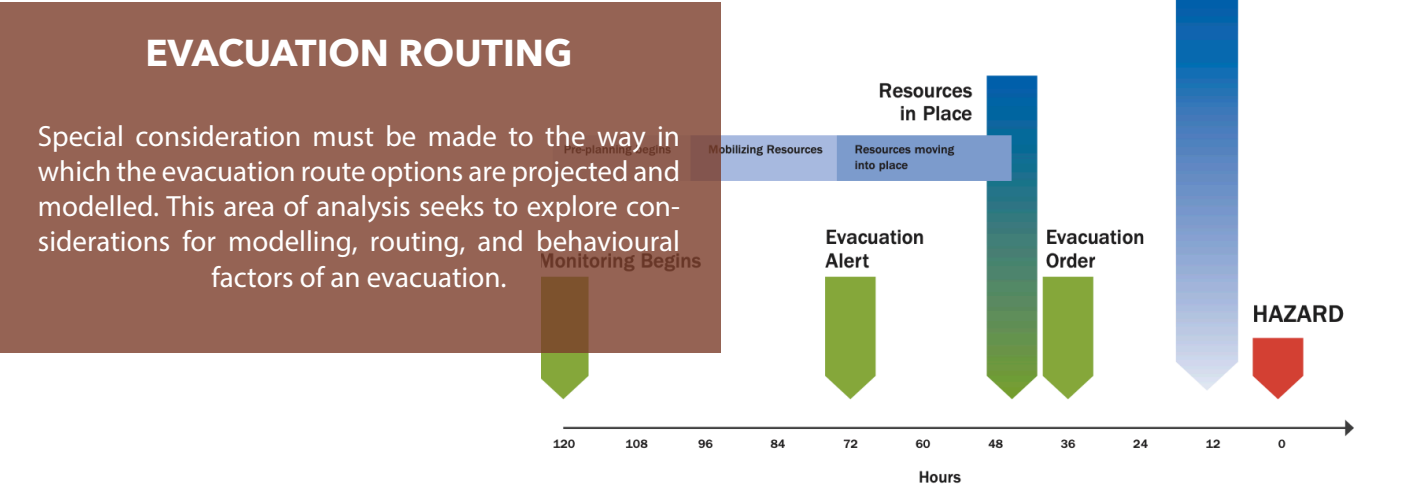 EVACUATION ROUTING
Special consideration must be made to the way in
which the evacuation route options are projected and
modelled. This area of analysis seeks to explore con-
siderations for modelling, routing, and behavioural
factors of an evacuation.
Resources
in Place
Pre-planning Begins
Mobilizing Resources
Resources moving
into place
Monitoring Begins
Evacuation
Alert
Evacuation
Order
HAZARD
120 108 96 84 72 60 48 36 24 12 0
Hours